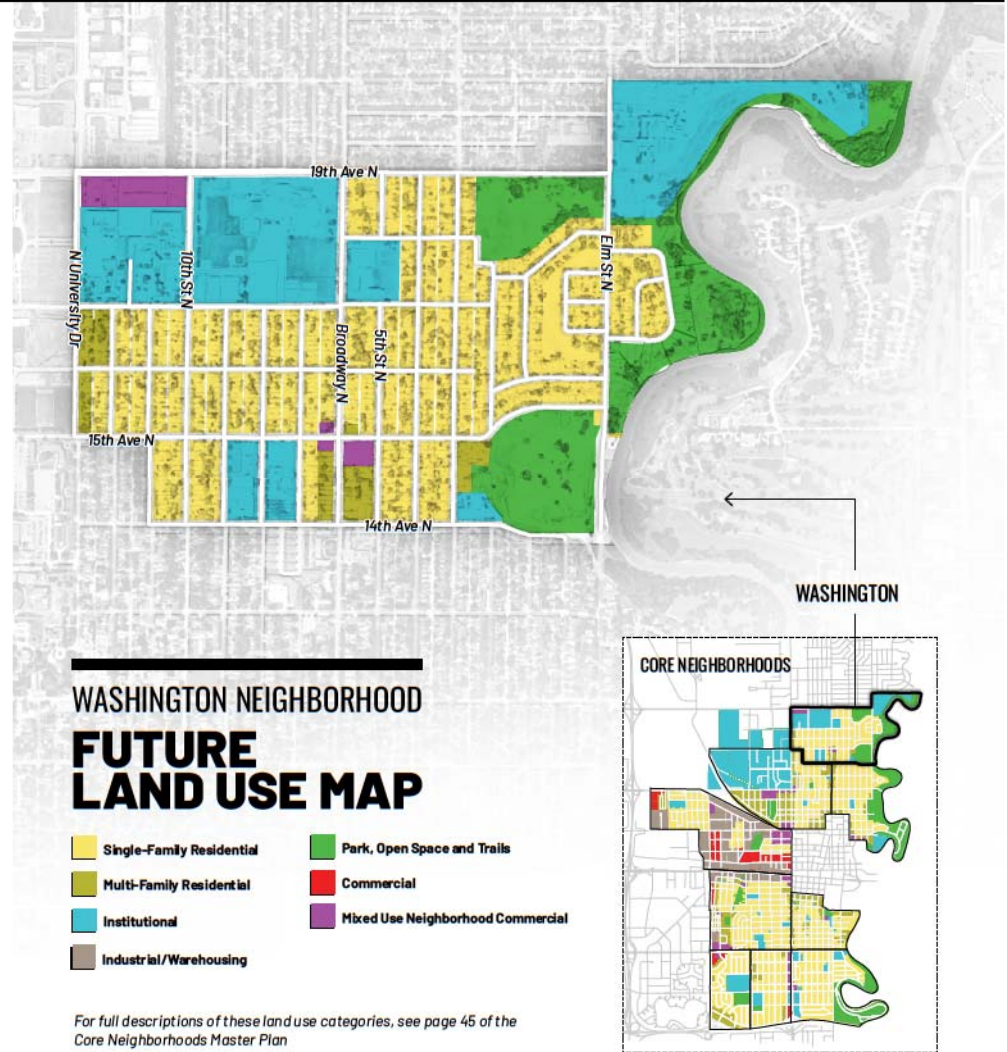 19th Ave N
N University Dr
10th St N
Elm St N
Broadway N
5th St N
15th Ave N
14th Ave N
WASHINGTON
CORE NEIGHBORHOODS
WASHINGTON NEIGHBORHOOD
FUTURE
LAND USE MAP
Single-Family Residential
Multi-Family Residential
Institutional
Industrial/Warehousing
Park, Open Space and Trails
Commercial
Mixed Use Neighborhood Commercial
For full descriptions of these land use categories, see page 45 of the
Core Neighborhoods Master Plan